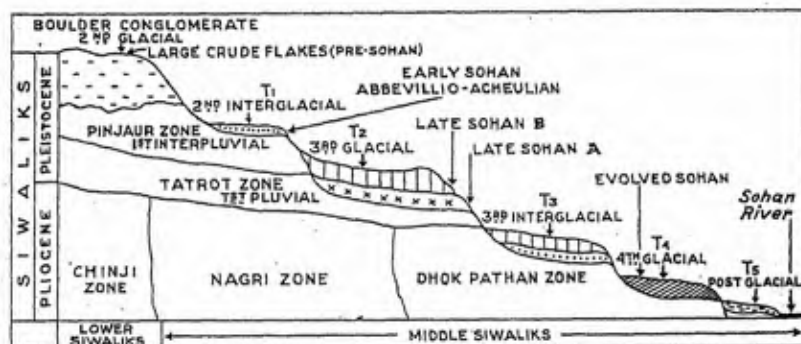 BOULDER CONGLOMERATE
2ND GLACIAL
LARGE CRUDE FLAKES (PRE-SOHAN)
T1
2ND INTERGLACIAL
EARLY SOHAN
ABBEVILLIO-ACHEULIAN
PINJAUR ZONE
1ST INTERPLUVIAL
T2
3RD GLACIAL
LATE SOHAN B
LATE SOHAN A
TATROT ZONE
1ST PLUVIAL
EVOLVED SOHAN
Sohan
River
T3
3RD INTERGLACIAL
T4
4TH GLACIAL
T5
POST GLACIAL
SIWALIKS
PLEISTOCENE
PLIOCENE
CHINJI
ZONE
NAGRI ZONE
DHOK PATHAN ZONE
LOWER
SIWALIKS
MIDDLE SIWALIKS